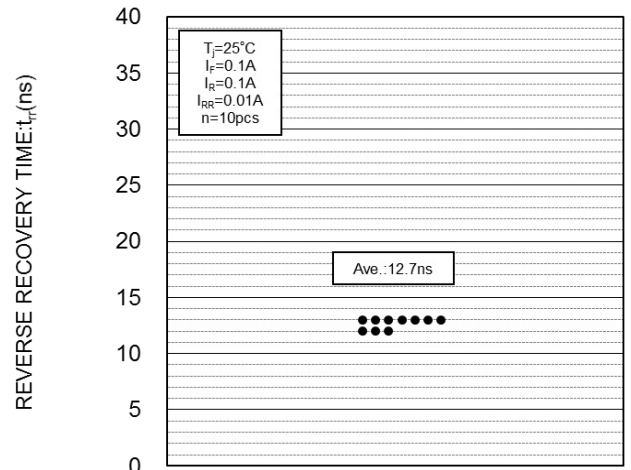 REVERSE RECOVERY TIME:trr(ns)
40
35
30
25
20
15
10
5
0
Tj=25°C
IF=0.1A
IR=0.1A
IRR=0.01A
n=10pcs
Ave.:12.7ns